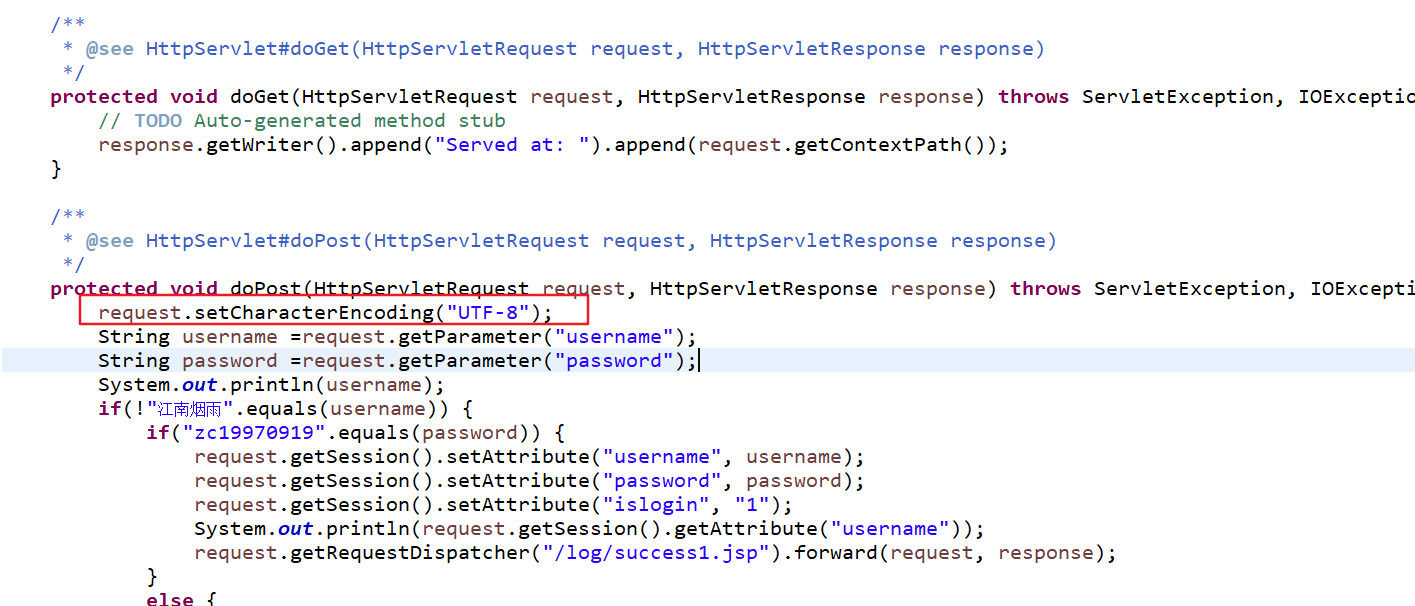 /**
 * @see HttpServlet#doGet(HttpServletRequest request, HttpServletResponse response)
 */
protected void doGet(HttpServletRequest request, HttpServletResponse response) throws ServletException, IOExceptio
    // TODO Auto-generated method stub
    response.getWriter().append("Served at: ").append(request.getContextPath());
}
/**
 * @see HttpServlet#doPost(HttpServletRequest request, HttpServletResponse response)
 */
protected void doPost(HttpServletRequest request, HttpServletResponse response) throws ServletException, IOExcepti
    request.setCharacterEncoding("UTF-8");
    String username =request.getParameter("username");
    String password =request.getParameter("password");
    System.out.println(username);
    if(!"江南烟雨".equals(username)) {
        if("zc19970919".equals(password)) {
            request.getSession().setAttribute("username", username);
            request.getSession().setAttribute("password", password);
            request.getSession().setAttribute("islogin", "1");
            System.out.println(request.getSession().getAttribute("username"));
            request.getRequestDispatcher("/log/success1.jsp").forward(request, response);
        }
        else {